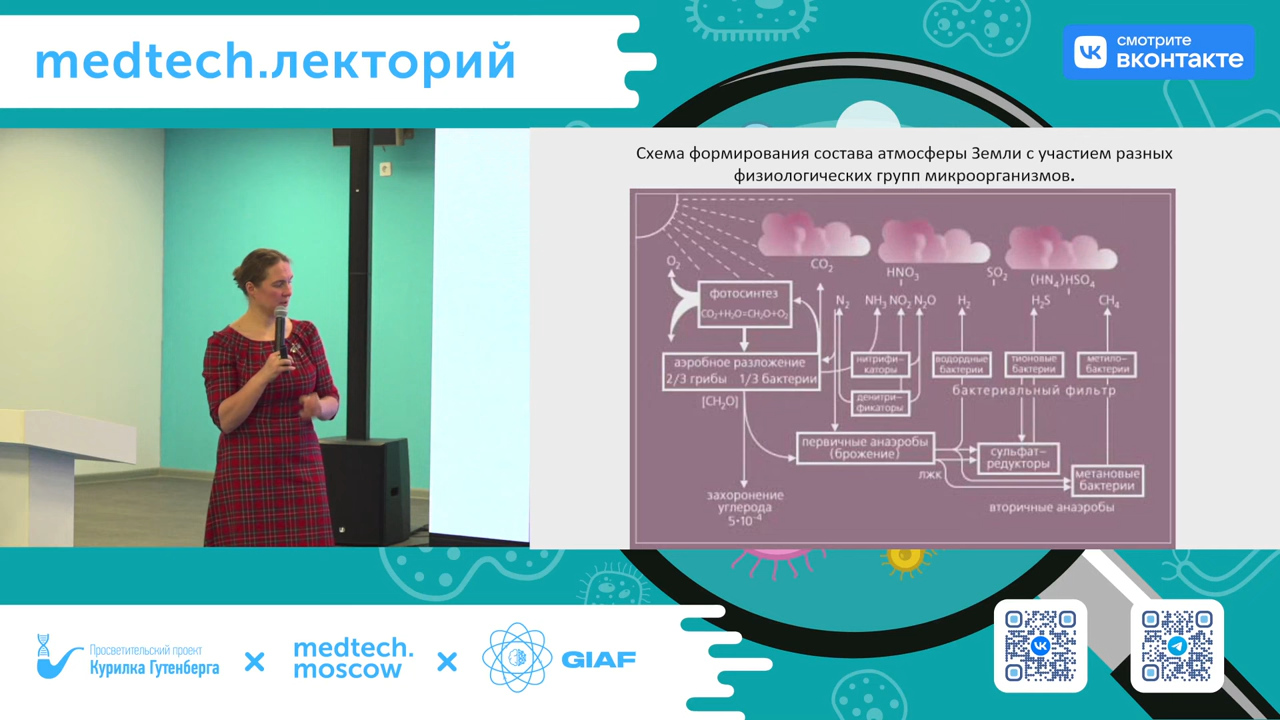 medtech.лекторий
смотрите
вконтакте
Схема формирования состава атмосферы Земли с участием разных
физиологических групп микроорганизмов.
O2
CO2
HNO3
SO2
(HN4)HSO4
N2
NH3
NO2
N2O
H2
H2S
CH4
фотосинтез
CO2+H2O=CH2O+O2
аэробное разложение
2/3 грибы 1/3 бактерии
[CH2O]
нитрифи-
каторы
водордные
бактерии
тионовые
бактерии
метило-
бактерии
бактериальный фильтр
денитри-
фикаторы
первичные анаэробы
(брожение)
сульфат-
редукторы
лжк
метановые
бактерии
вторичные анаэробы
захоронение
углерода
5·10-4
Просветительский проект
Курилка Гутенберга
×
medtech.
moscow
×
GIAF